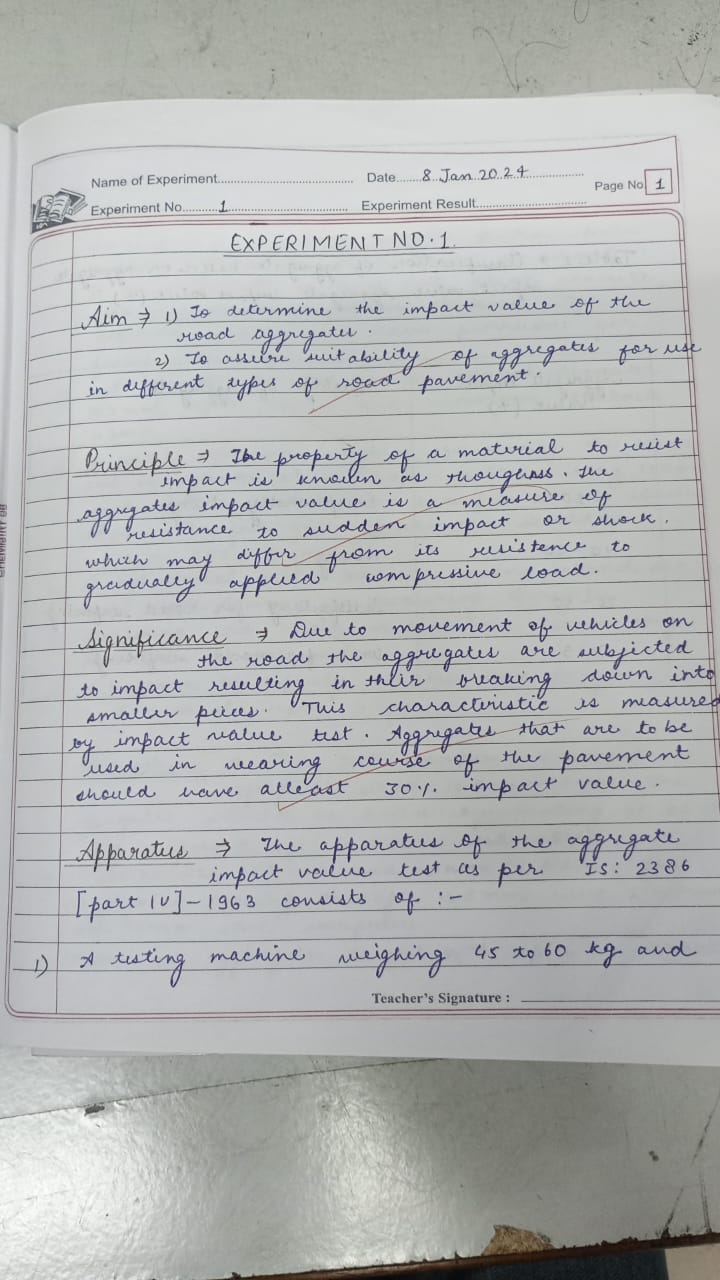 Name of Experiment Date 8 Jan 2024
Page No. 1
Experiment No. 1 Experiment Result
EXPERIMENT NO. 1.
Aim → 1) To determine the impact value of the
road aggregates.
2) To assure suitability of aggregates for use
in different types of road pavement.
Principle → The property of a material to resist
impact is known as thoughness. The
aggregates impact value is a measure of
resistance to sudden impact or shock,
which may differ from its resistence to
gradually applied compressive load.
Significance → Due to movement of vehicles on
the road the aggregates are subjected
to impact resulting in their breaking down into
smaller peices. This characteristic is measured
by impact value test. Aggregates that are to be
used in wearing course of the pavement
should have atleast 30%. impact value.
Apparatus → The apparatus of the aggregate
impact value test as per IS: 2386
[part IV]-1963 consists of :-
1) A testing machine weighing 45 to 60 kg and
Teacher's Signature :